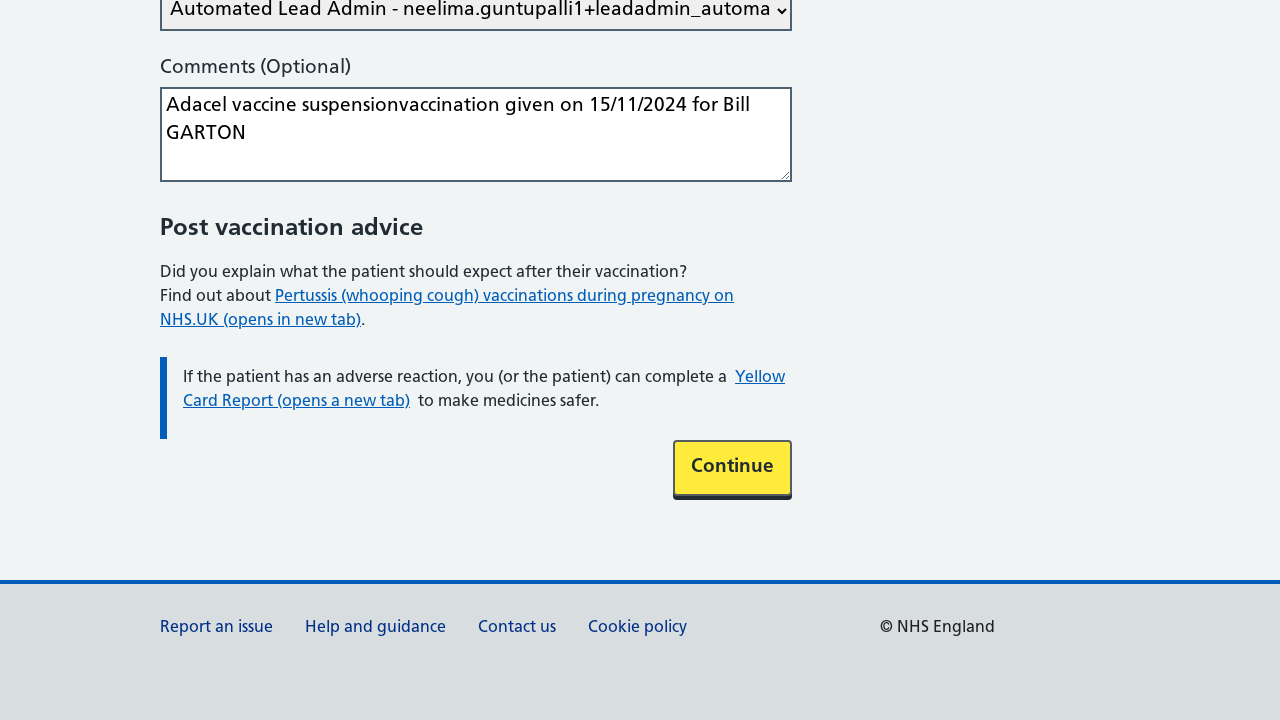 Automated Lead Admin - neelima.guntupalli1+leadadmin_automa
Comments (Optional)
Adacel vaccine suspensionvaccination given on 15/11/2024 for Bill
GARTON
Post vaccination advice
Did you explain what the patient should expect after their vaccination?
Find out about Pertussis (whooping cough) vaccinations during pregnancy on
NHS.UK (opens in new tab).
If the patient has an adverse reaction, you (or the patient) can complete a Yellow
Card Report (opens a new tab) to make medicines safer.
Continue
Report an issue Help and guidance Contact us Cookie policy © NHS England